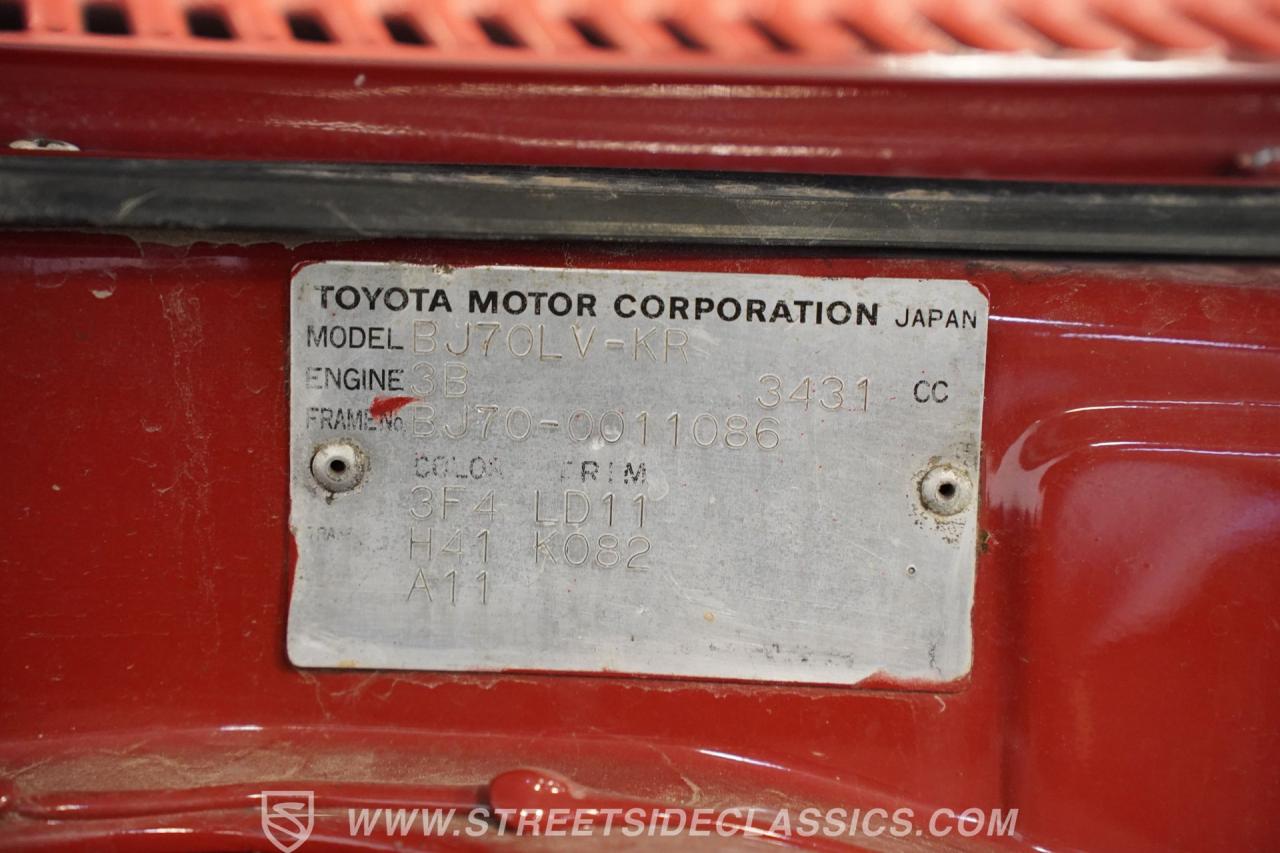 TOYOTA MOTOR CORPORATION JAPAN
MODEL BJ70LV-KR
ENGINE 3B 3431 CC
FRAME No. BJ70-0011086
COLOR TRIM
3F4 LD11
H41 K082
A11
WWW.STREETSIDECLASSICS.COM